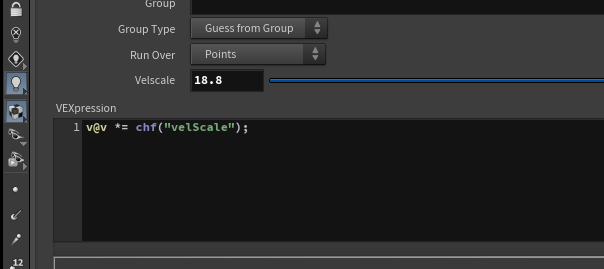 Group
Group Type Guess from Group
Run Over Points
Velscale 18.8
VEXpression
1 v@v *= chf("velScale");
12